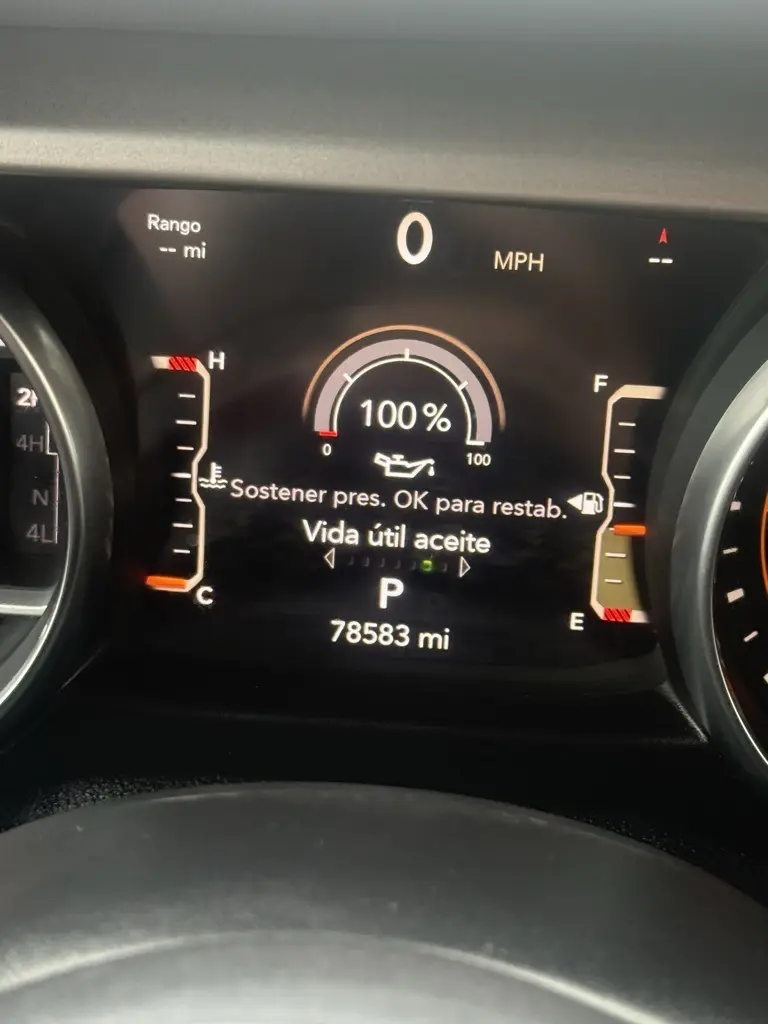 Rango
-- mi
0
MPH
--
H
F
2H
4H
N
4L
100 %
0
100
Sostener pres. OK para restab.
Vida útil aceite
P
C
E
78583 mi